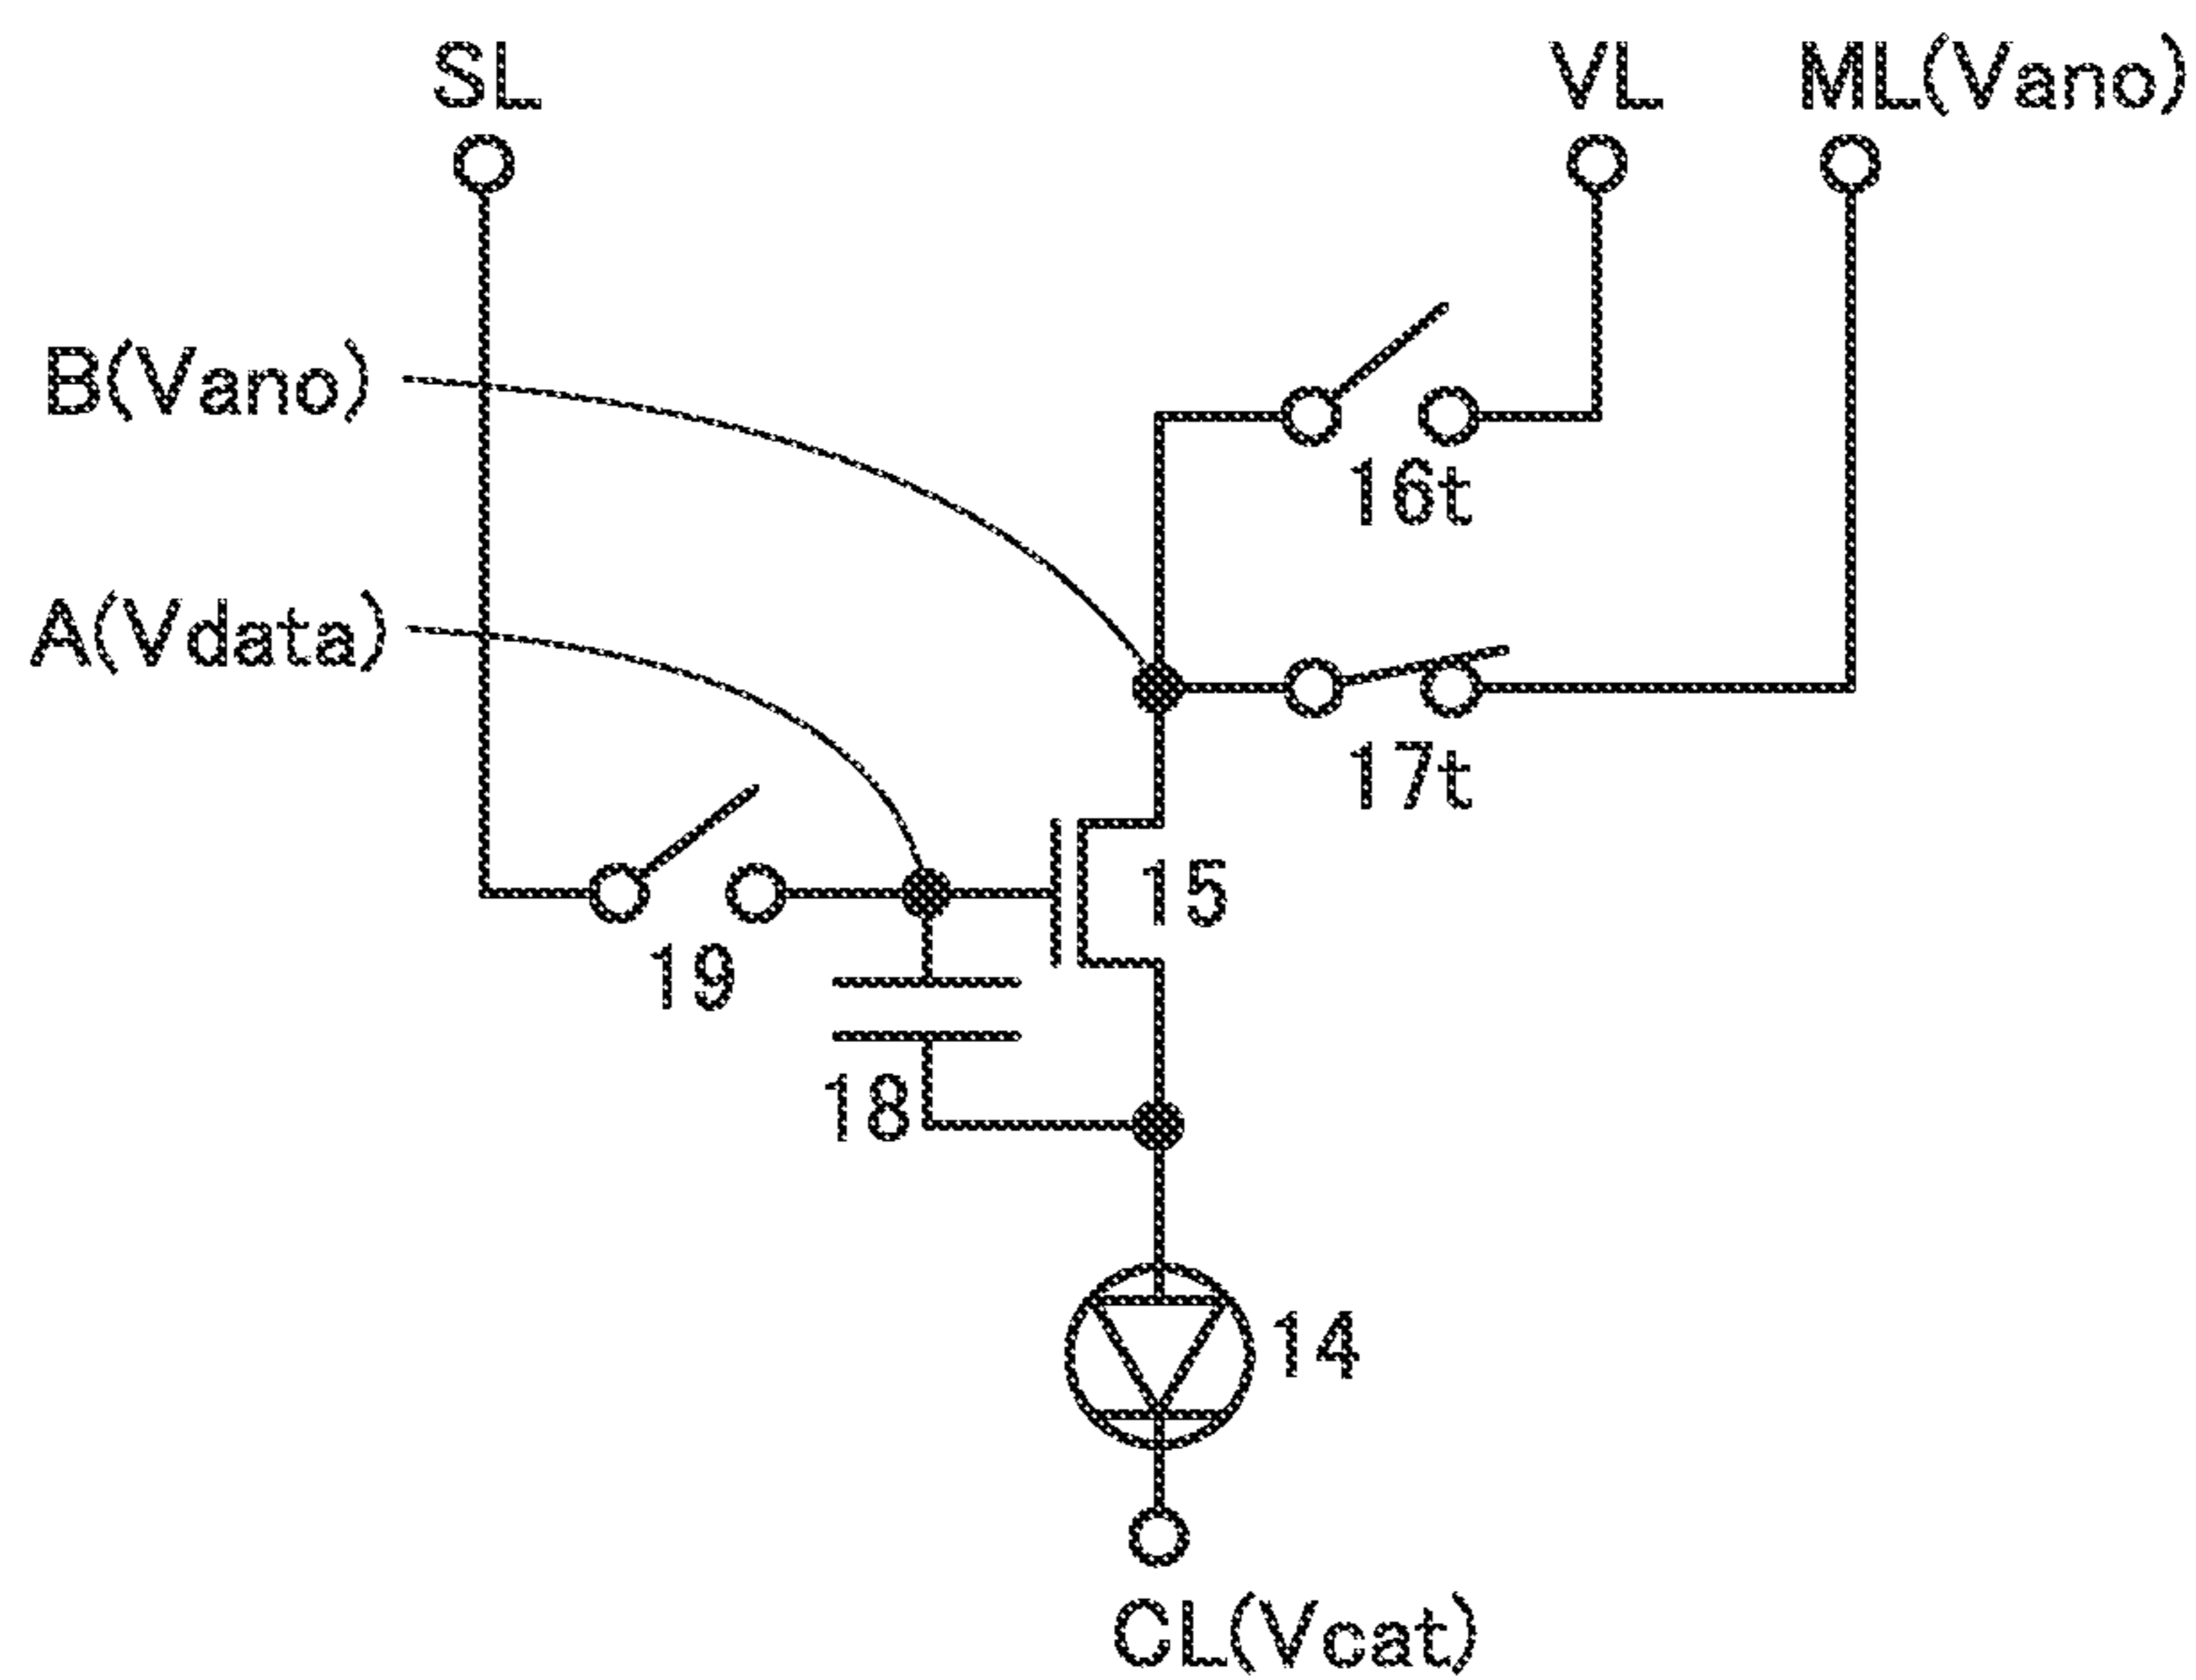 SL
VL
ML(Vano)
B(Vano)
16t
A(Vdata)
17t
15
19
18
14
CL(Vcat)